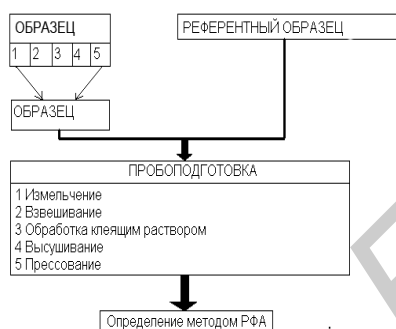 ОБРАЗЕЦ
РЕФЕРЕНТНЫЙ ОБРАЗЕЦ
1 2 3 4 5
ОБРАЗЕЦ
ПРОБОПОДГОТОВКА
1 Измельчение
2 Взвешивание
3 Обработка клеящим раствором
4 Высушивание
5 Прессование
Определение методом РФА .